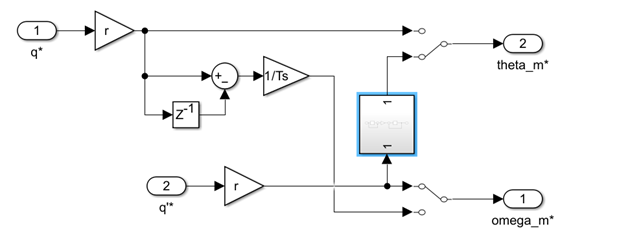 1
q*
r
+
-
Z-1
1/Ts
2
theta_m*
1
1
2
q'*
r
1
omega_m*